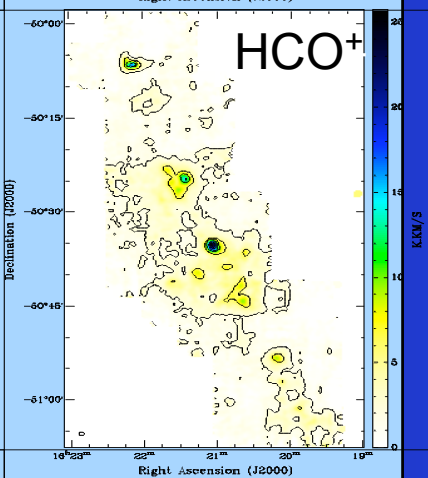 HCO+
-50°00'
-50°15'
-50°30'
-50°45'
-51°00'
Declination (J2000)
16h23m 22m 21m 20m 19m
Right Ascension (J2000)
20
15
10
5
0
K.KM/S